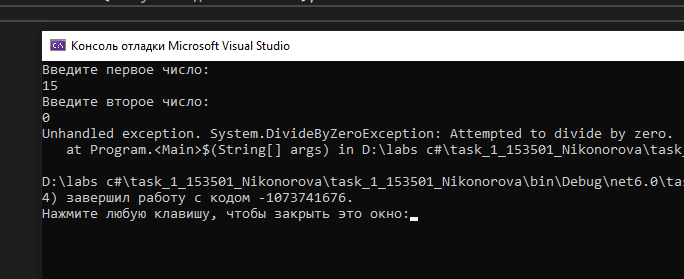 Консоль отладки Microsoft Visual Studio
Введите первое число:
15
Введите второе число:
0
Unhandled exception. System.DivideByZeroException: Attempted to divide by zero.
   at Program.<Main>$(String[] args) in D:\labs c#\task_1_153501_Nikonorova\task_
D:\labs c#\task_1_153501_Nikonorova\task_1_153501_Nikonorova\bin\Debug\net6.0\tas
4) завершил работу с кодом -1073741676.
Нажмите любую клавишу, чтобы закрыть это окно: